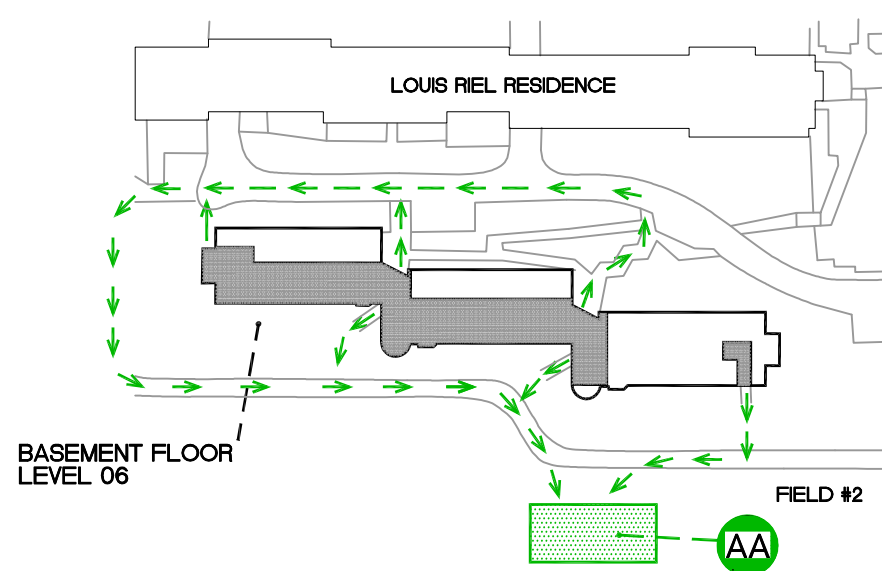 LOUIS RIEL RESIDENCE
BASEMENT FLOOR
LEVEL 06
FIELD #2
AA